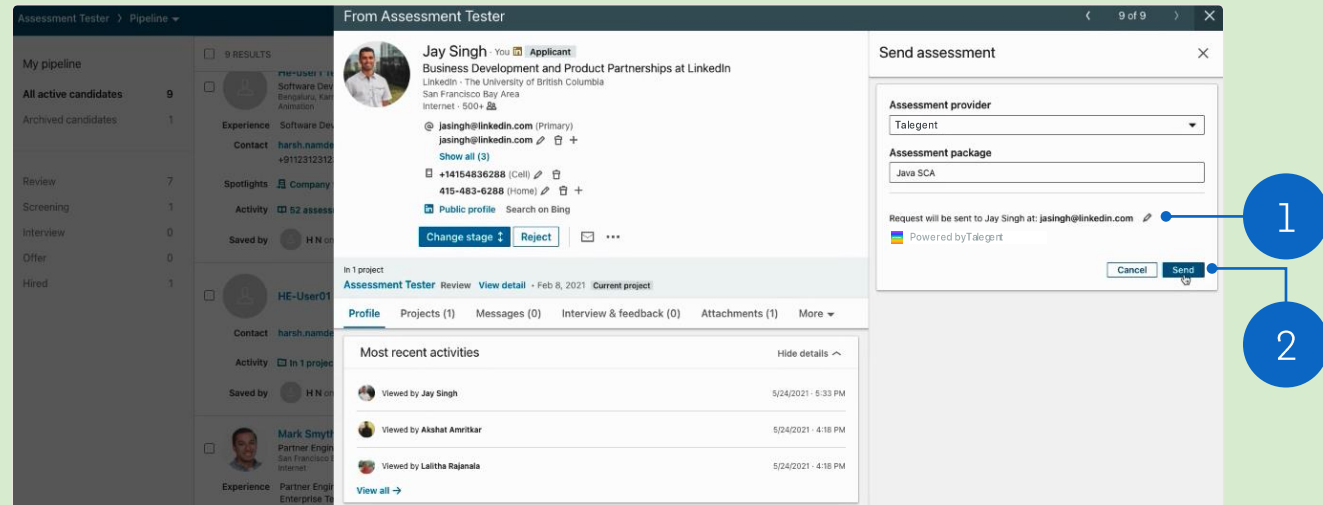 Assessment Tester > Pipeline
From Assessment Tester
9 of 9
My pipeline
All active candidates 9
Archived candidates 1
Review 7
Screening 1
Interview 0
Offer 0
Hired 1
9 RESULTS
HE-User1 Te
Software Dev
Bengaluru, Karn
Animation
Experience Software Dev
Contact harsh.namde
+9112312312
Spotlights Company
Activity 52 assess
Saved by H N on
HE-User01
Contact harsh.namde
Activity In 1 projec
Saved by H N on
Mark Smyth
Partner Engin
San Francisco B
Internet
Experience Partner Engin
Enterprise Te
Jay Singh · You Applicant
Business Development and Product Partnerships at LinkedIn
LinkedIn · The University of British Columbia
San Francisco Bay Area
Internet · 500+
jasingh@linkedin.com (Primary)
jasingh@linkedin.com
Show all (3)
+14154836288 (Cell)
415-483-6288 (Home)
Public profile Search on Bing
Change stage Reject
In 1 project
Assessment Tester Review View detail • Feb 8, 2021 Current project
Profile Projects (1) Messages (0) Interview & feedback (0) Attachments (1) More
Most recent activities Hide details
Viewed by Jay Singh 5/24/2021 · 5:33 PM
Viewed by Akshat Amritkar 5/24/2021 · 4:18 PM
Viewed by Lalitha Rajanala 5/24/2021 · 4:18 PM
View all →
Send assessment
Assessment provider
Talegent
Assessment package
Java SCA
Request will be sent to Jay Singh at: jasingh@linkedin.com
Powered byTalegent
Cancel Send
1
2